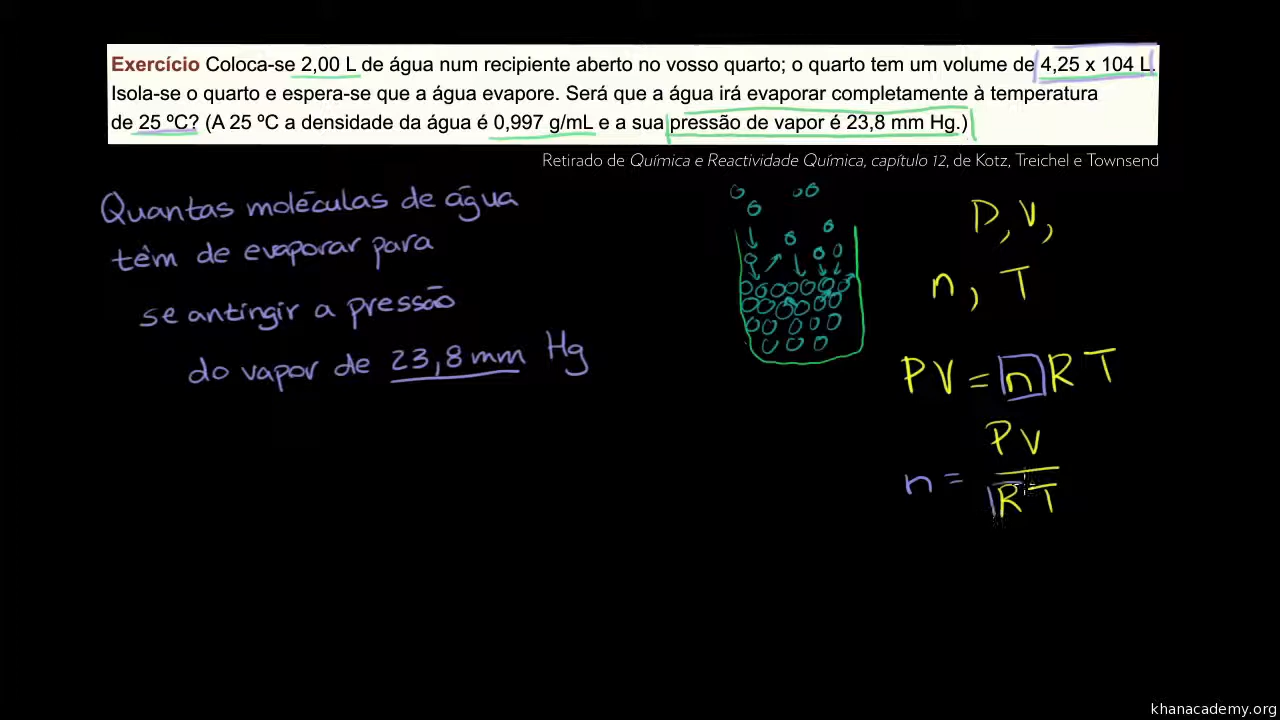 Exercício Coloca-se 2,00 L de água num recipiente aberto no vosso quarto; o quarto tem um volume de 4,25 x 104 L.
Isola-se o quarto e espera-se que a água evapore. Será que a água irá evaporar completamente à temperatura
de 25 ºC? (A 25 ºC a densidade da água é 0,997 g/mL e a sua pressão de vapor é 23,8 mm Hg.)
Retirado de Química e Reactividade Química, capítulo 12, de Kotz, Treichel e Townsend
Quantas moléculas de água
têm de evaporar para
se antingir a pressão
do vapor de 23,8 mm Hg
P, V,
n, T
PV = nRT
n = PV
RT
khanacademy.org